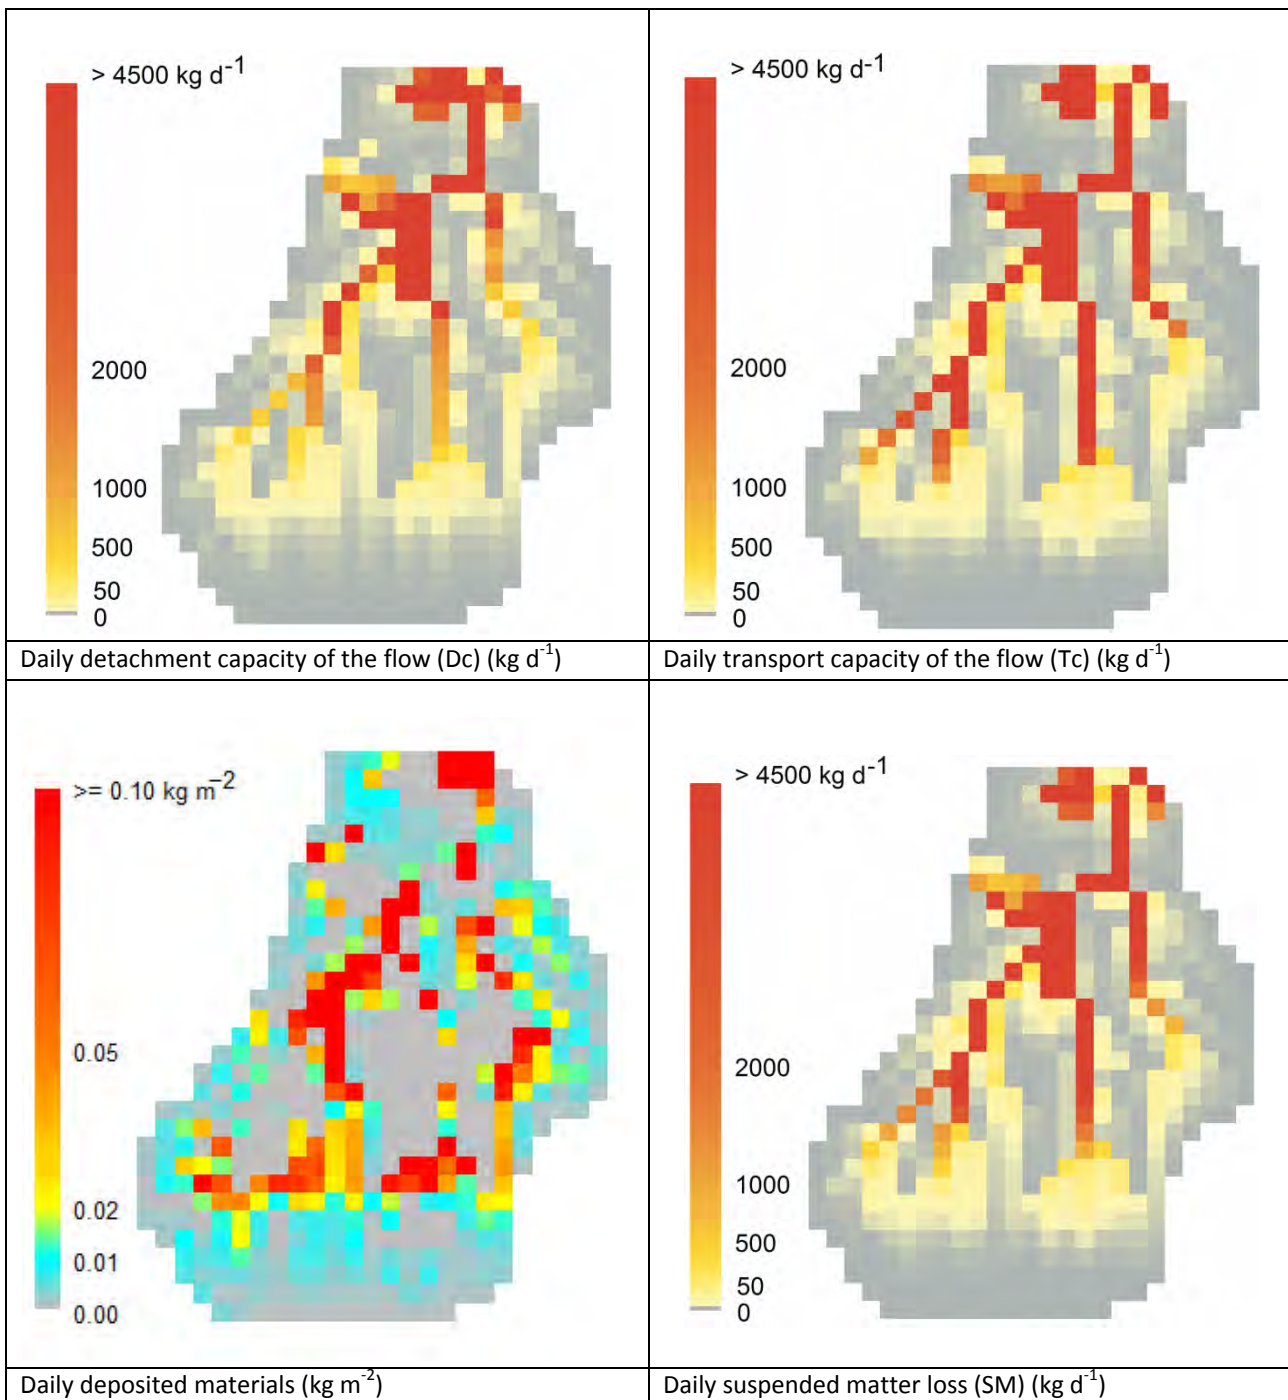 > 4500 kg d-1
2000
1000
500
50
0
Daily detachment capacity of the flow (Dc) (kg d-1)
> 4500 kg d-1
2000
1000
500
50
0
Daily transport capacity of the flow (Tc) (kg d-1)
>= 0.10 kg m-2
0.05
0.02
0.01
0.00
Daily deposited materials (kg m-2)
> 4500 kg d-1
2000
1000
500
50
0
Daily suspended matter loss (SM) (kg d-1)